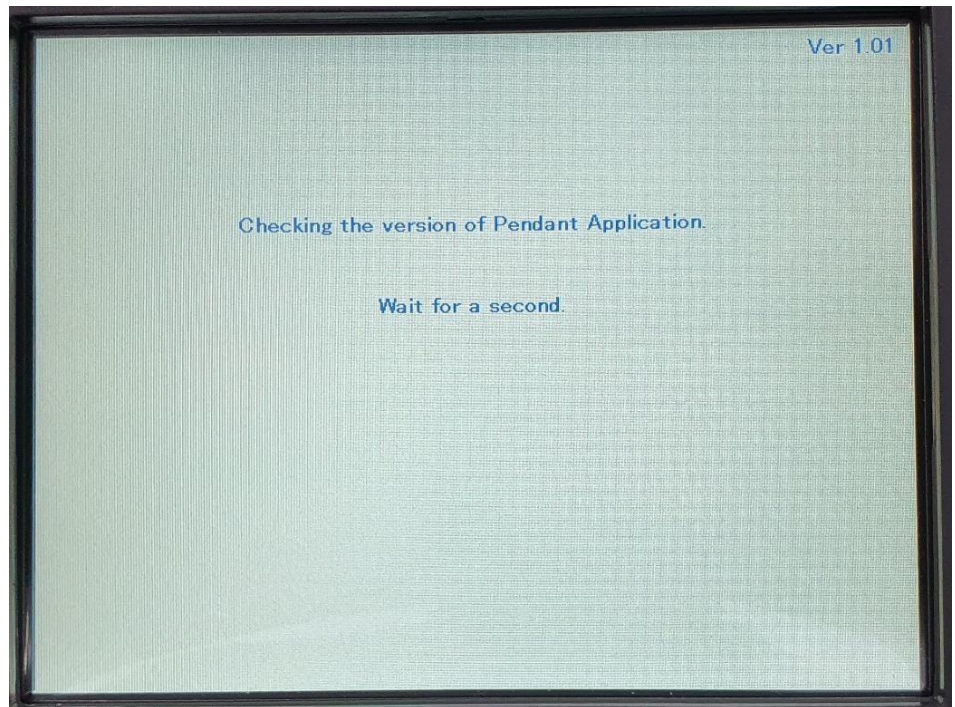 Ver 1.01
Checking the version of Pendant Application.
Wait for a second.